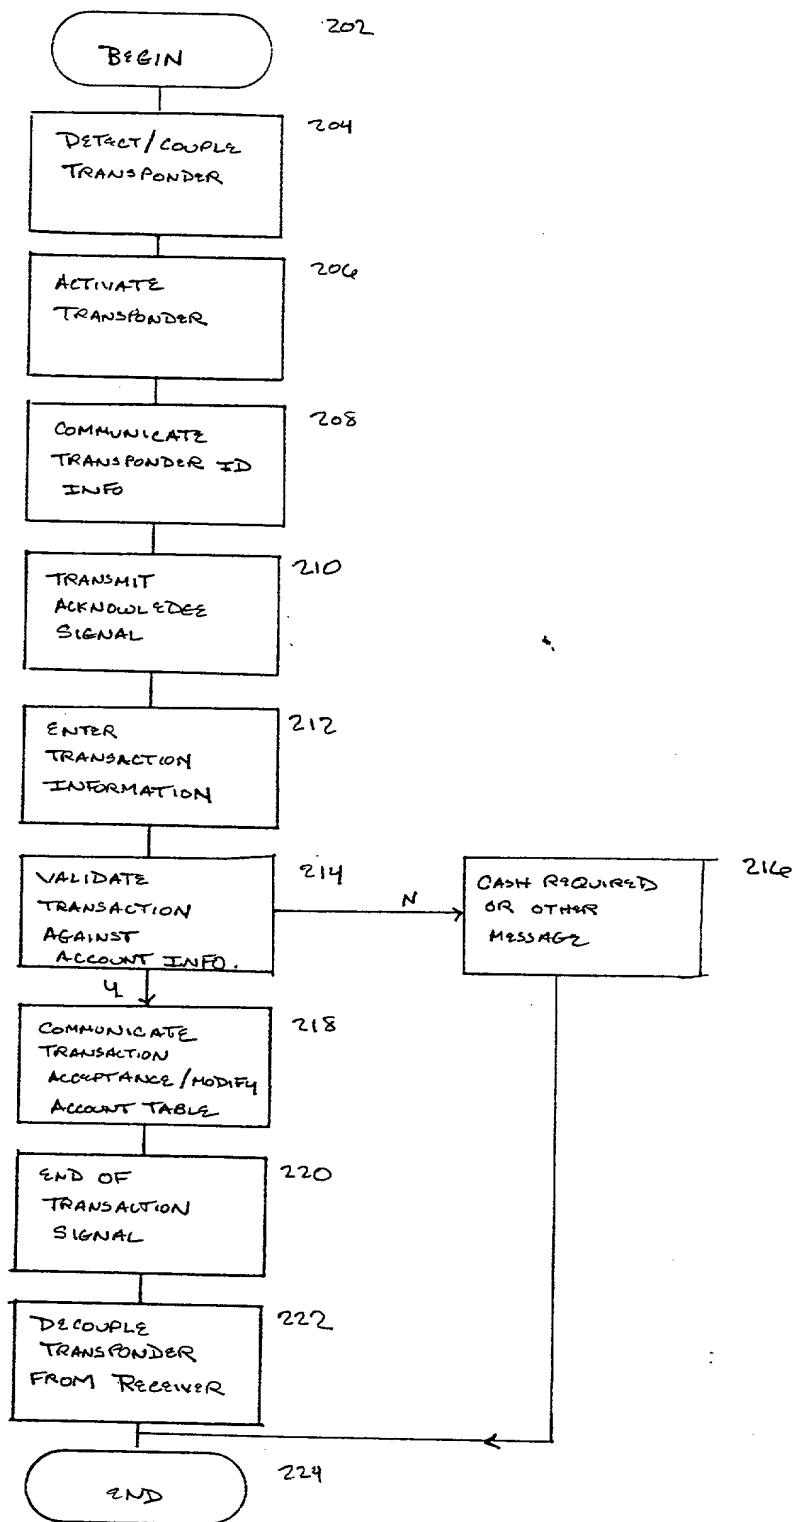 BEGIN
202
DETECT/COUPLE
TRANSPONDER
204
ACTIVATE
TRANSPONDER
206
COMMUNICATE
TRANSPONDER ID
INFO
208
TRANSMIT
ACKNOWLEDGE
SIGNAL
210
ENTER
TRANSACTION
INFORMATION
212
VALIDATE
TRANSACTION
AGAINST
ACCOUNT INFO.
214
N
CASH REQUIRED
OR OTHER
MESSAGE
216
Y
COMMUNICATE
TRANSACTION
ACCEPTANCE/MODIFY
ACCOUNT TABLE
218
END OF
TRANSACTION
SIGNAL
220
DECOUPLE
TRANSPONDER
FROM RECEIVER
222
END
224